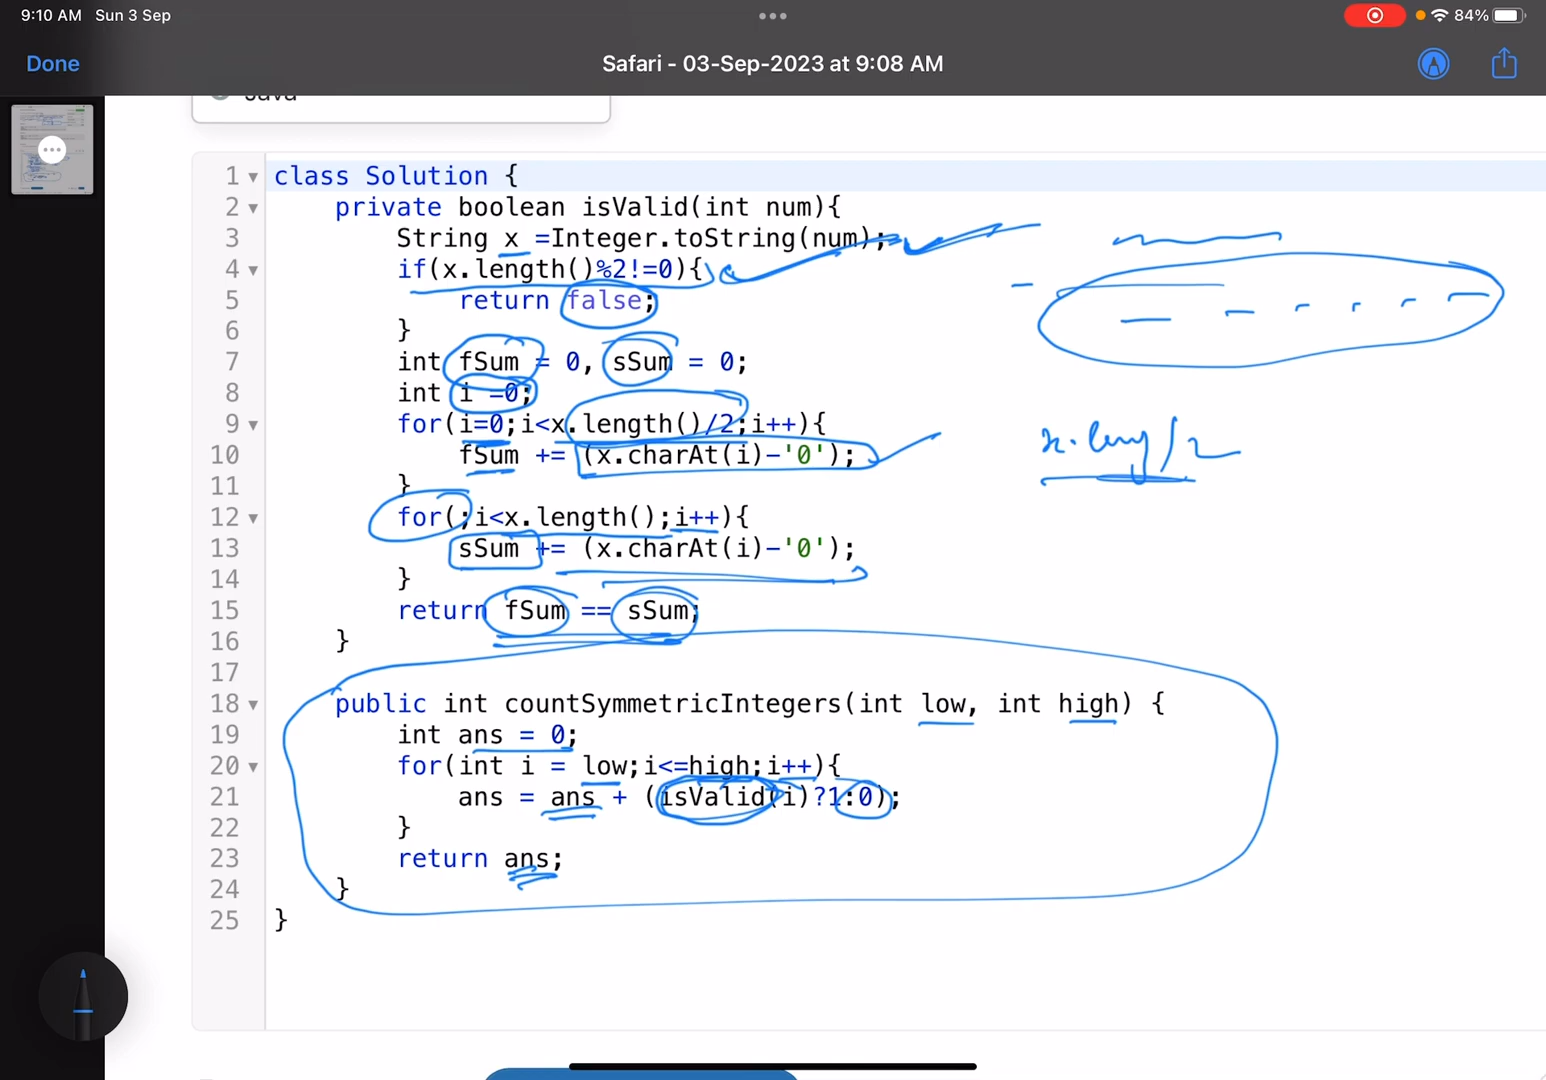 9:10 AM Sun 3 Sep
84%
Done
Safari - 03-Sep-2023 at 9:08 AM
Java
1 class Solution {
2 private boolean isValid(int num){
3 String x =Integer.toString(num);
4 if(x.length()%2!=0){
5 return false;
6 }
7 int fSum = 0, sSum = 0;
8 int i =0;
9 for(i=0;i<x.length()/2;i++){
10 fSum += (x.charAt(i)-'0');
11 }
12 for(;i<x.length();i++){
13 sSum += (x.charAt(i)-'0');
14 }
15 return fSum == sSum;
16 }
17
18 public int countSymmetricIntegers(int low, int high) {
19 int ans = 0;
20 for(int i = low;i<=high;i++){
21 ans = ans + (isValid(i)?1:0);
22 }
23 return ans;
24 }
25 }
x.leng/2